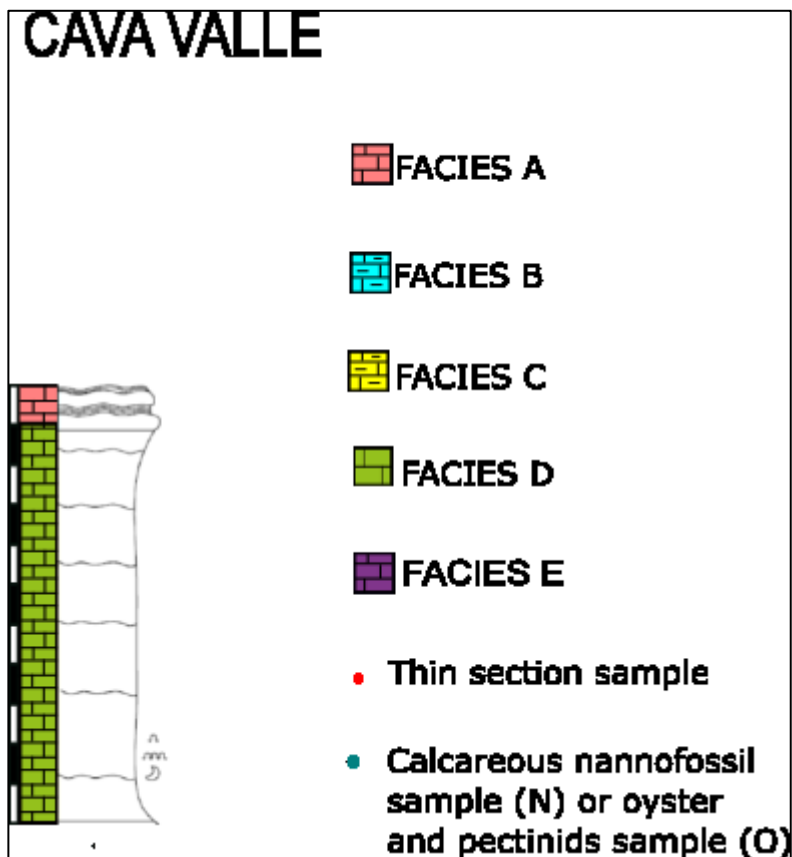 CAVA VALLE
FACIES A
FACIES B
FACIES C
FACIES D
FACIES E
Thin section sample
Calcareous nannofossil
sample (N) or oyster
and pectinids sample (O)